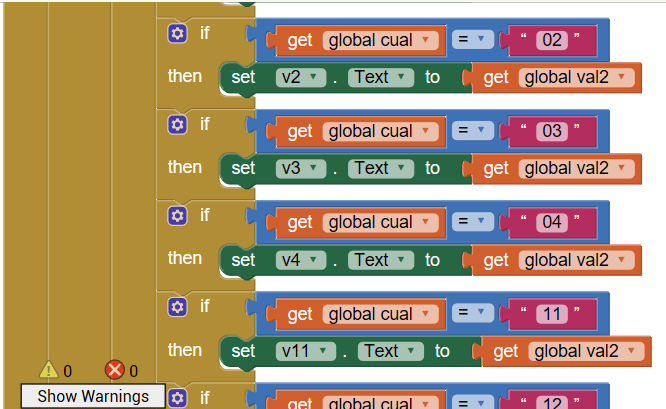 if get global cual = " 02 "
then set v2 . Text to get global val2
if get global cual = " 03 "
then set v3 . Text to get global val2
if get global cual = " 04 "
then set v4 . Text to get global val2
if get global cual = " 11 "
then set v11 . Text to get global val2
0 0
Show Warnings
if get global cual = " 12 "